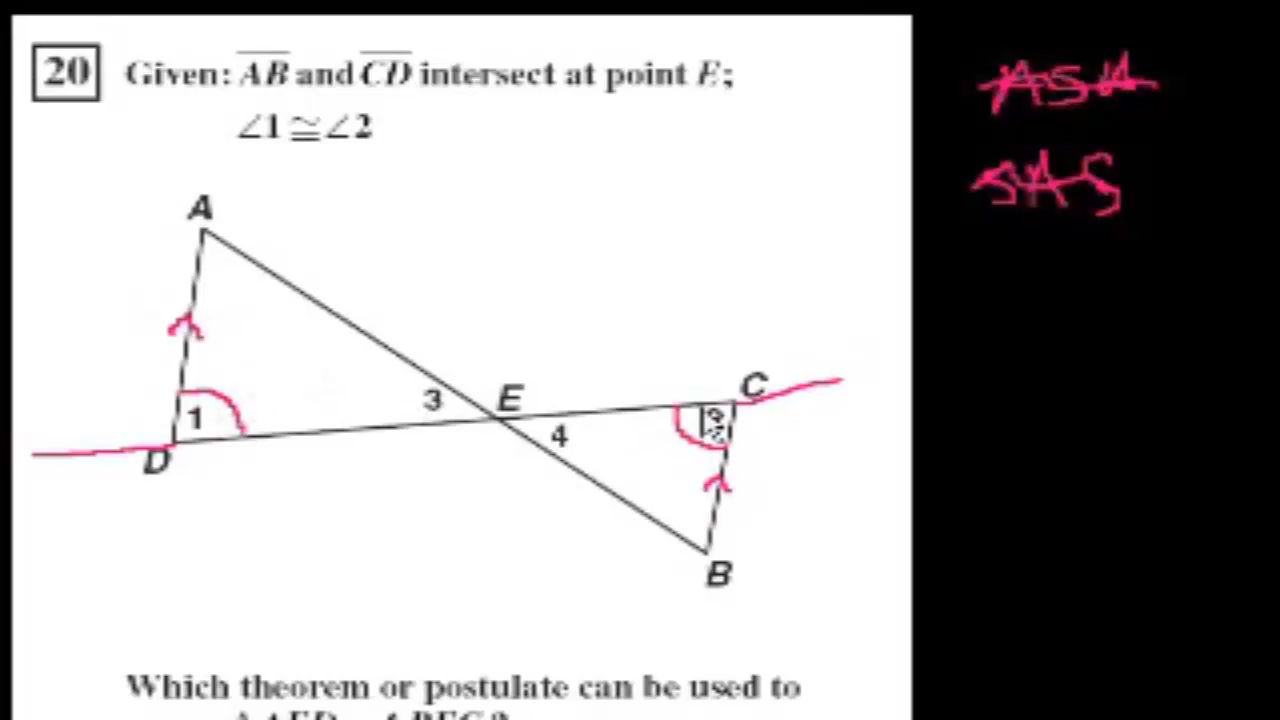 20 Given: AB and CD intersect at point E;
∠1≅∠2
ASA
SAS
A
3
E
C
1
4
2
D
B
Which theorem or postulate can be used to